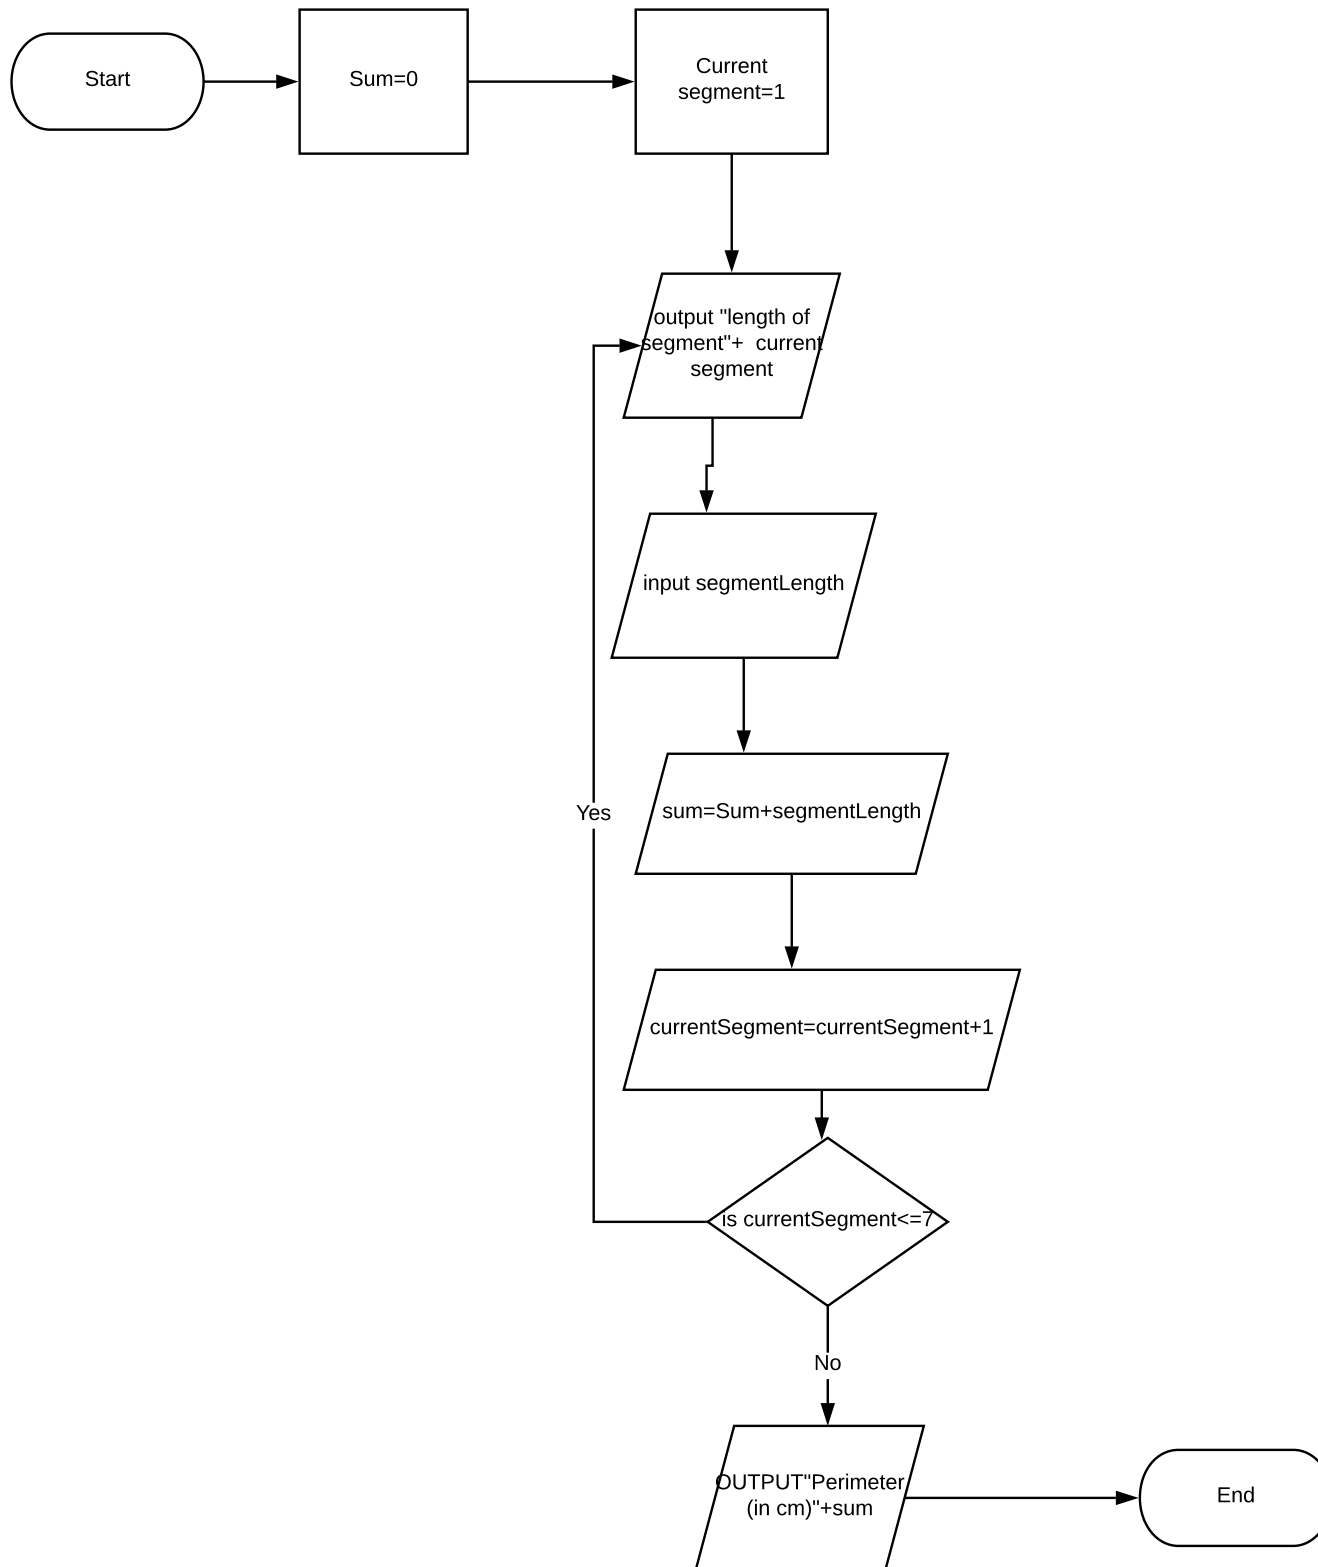 Start
Sum=0
Current
segment=1
output "length of
segment"+  current
segment
input segmentLength
sum=Sum+segmentLength
currentSegment=currentSegment+1
is currentSegment<=7
Yes
No
OUTPUT"Perimeter
(in cm)"+sum
End